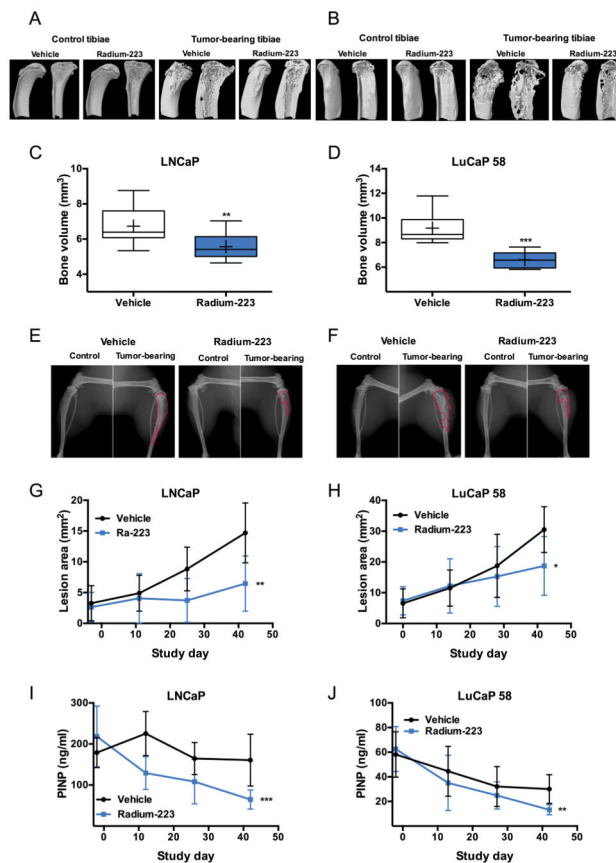 A
B
Control tibiae Tumor-bearing tibiae Control tibiae Tumor-bearing tibiae
Vehicle Radium-223 Vehicle Radium-223 Vehicle Radium-223 Vehicle Radium-223
C
LNCaP
Bone volume (mm³)
10
8
6
4
**
Vehicle Radium-223
D
LuCaP 58
Bone volume (mm³)
14
12
10
8
6
***
Vehicle Radium-223
E
Vehicle Radium-223
Control Tumor-bearing Control Tumor-bearing
F
Vehicle Radium-223
Control Tumor-bearing Control Tumor-bearing
G
LNCaP
Lesion area (mm²)
20
15
10
5
0
Vehicle
Ra-223
**
0 10 20 30 40 50
Study day
H
LuCaP 58
Lesion area (mm²)
40
30
20
10
0
Vehicle
Radium-223
*
0 10 20 30 40 50
Study day
I
LNCaP
PINP (ng/ml)
300
200
100
Vehicle
Radium-223
***
0 10 20 30 40 50
Study day
J
LuCaP 58
PINP (ng/ml)
100
80
60
40
20
Vehicle
Radium-223
**
0 10 20 30 40 50
Study day